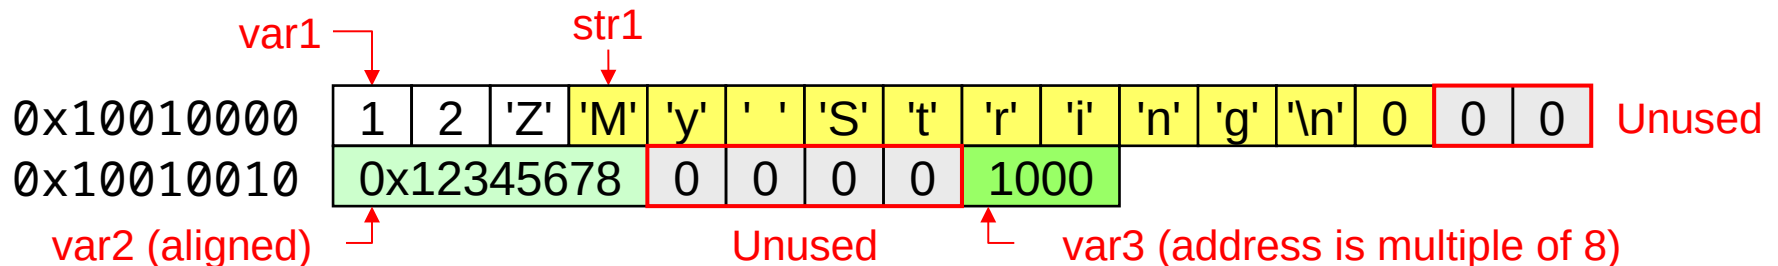 var1 str1
0x10010000 1 2 'Z' 'M' 'y' ' ' 'S' 't' 'r' 'i' 'n' 'g' '\n' 0 0 0 Unused
0x10010010 0x12345678 0 0 0 0 1000
var2 (aligned) Unused var3 (address is multiple of 8)